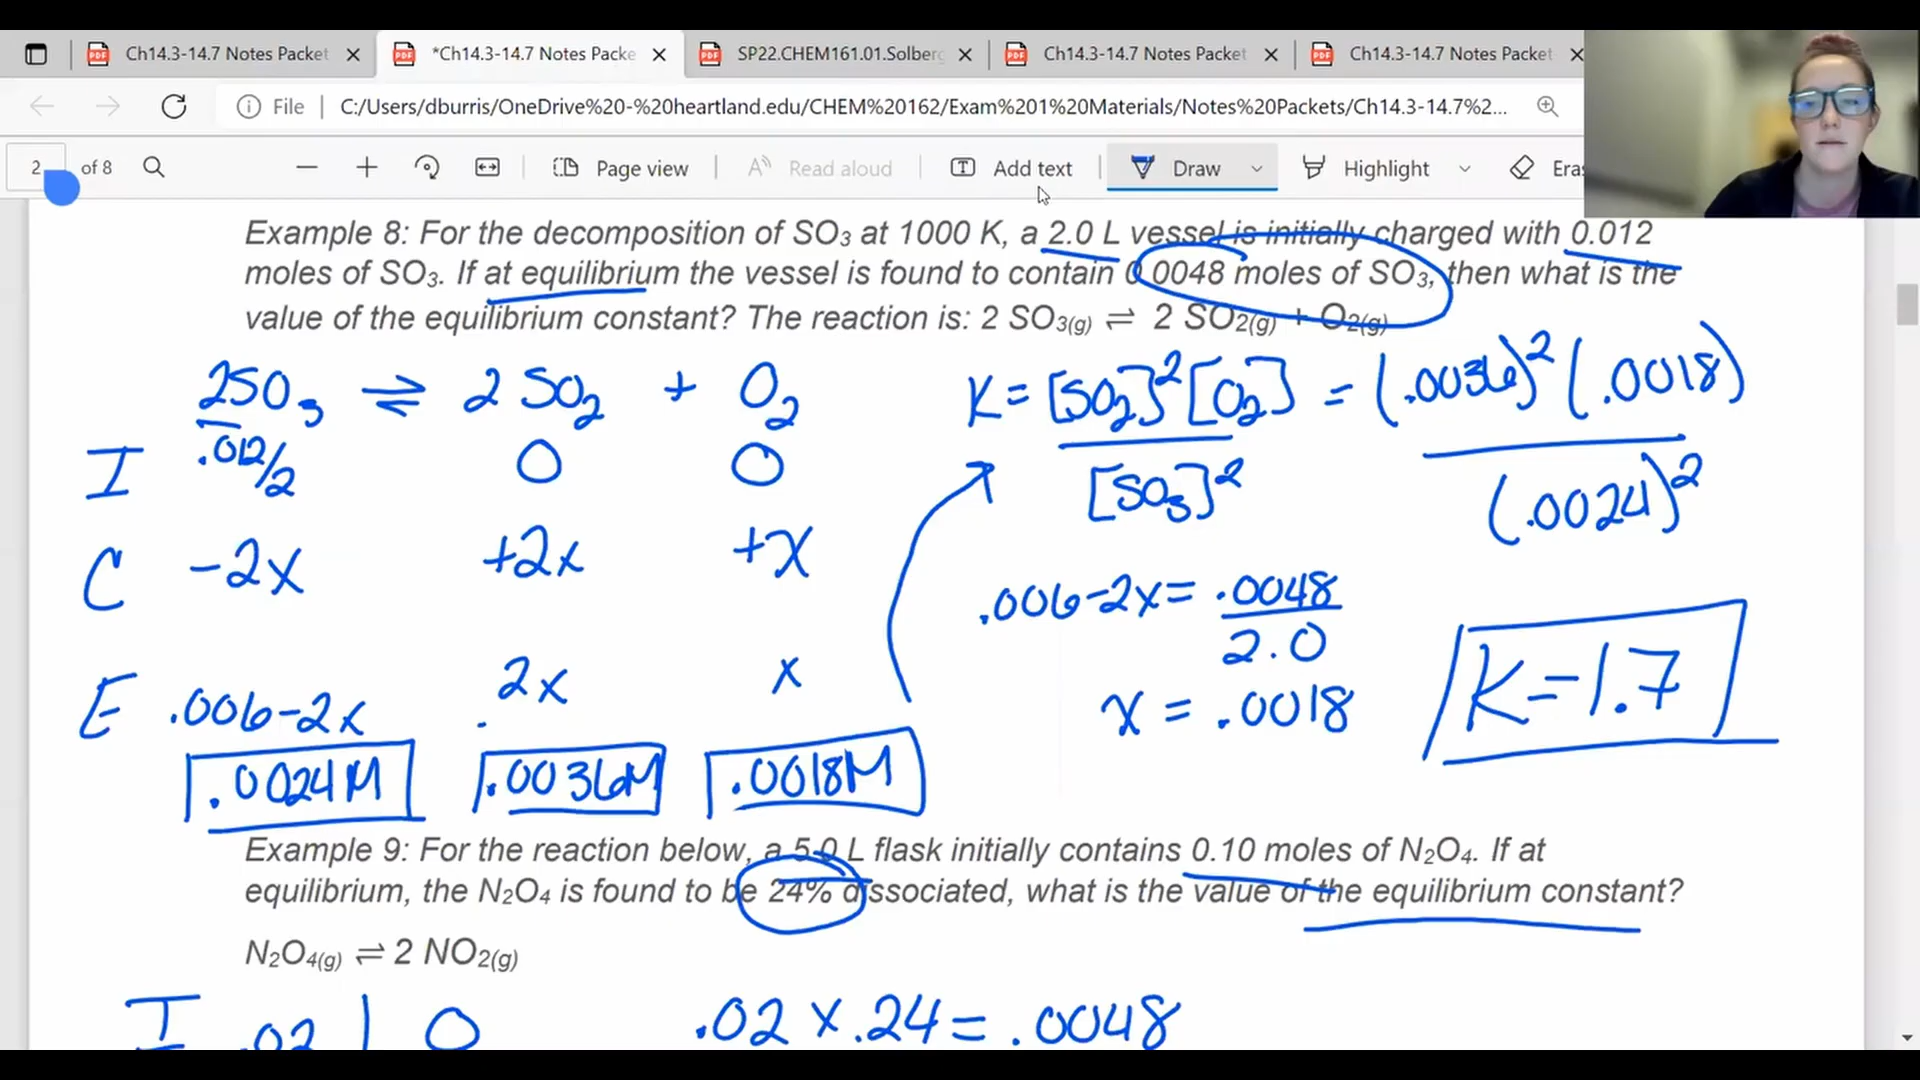 Ch14.3-14.7 Notes Packet
*Ch14.3-14.7 Notes Packe
SP22.CHEM161.01.Solberg
Ch14.3-14.7 Notes Packet
Ch14.3-14.7 Notes Packet
File | C:/Users/dburris/OneDrive%20-%20heartland.edu/CHEM%20162/Exam%201%20Materials/Notes%20Packets/Ch14.3-14.7%2...
2 of 8
Page view
Read aloud
Add text
Draw
Highlight
Eras
Example 8: For the decomposition of SO3 at 1000 K, a 2.0 L vessel is initially charged with 0.012
moles of SO3. If at equilibrium the vessel is found to contain 0.0048 moles of SO3, then what is the
value of the equilibrium constant? The reaction is: 2 SO3(g) ⇌ 2 SO2(g) + O2(g)
2SO3 ⇌ 2 SO2 + O2
I .012/2 0 0
C -2x +2x +x
E .006-2x 2x x
.0024M .0036M .0018M
K = [SO2]²[O2] / [SO3]² = (.0036)²(.0018) / (.0024)²
.006-2x = .0048 / 2.0
x = .0018
K=1.7
Example 9: For the reaction below, a 5.0 L flask initially contains 0.10 moles of N2O4. If at
equilibrium, the N2O4 is found to be 24% dissociated, what is the value of the equilibrium constant?
N2O4(g) ⇌ 2 NO2(g)
I .02 | 0
.02 x .24 = .0048